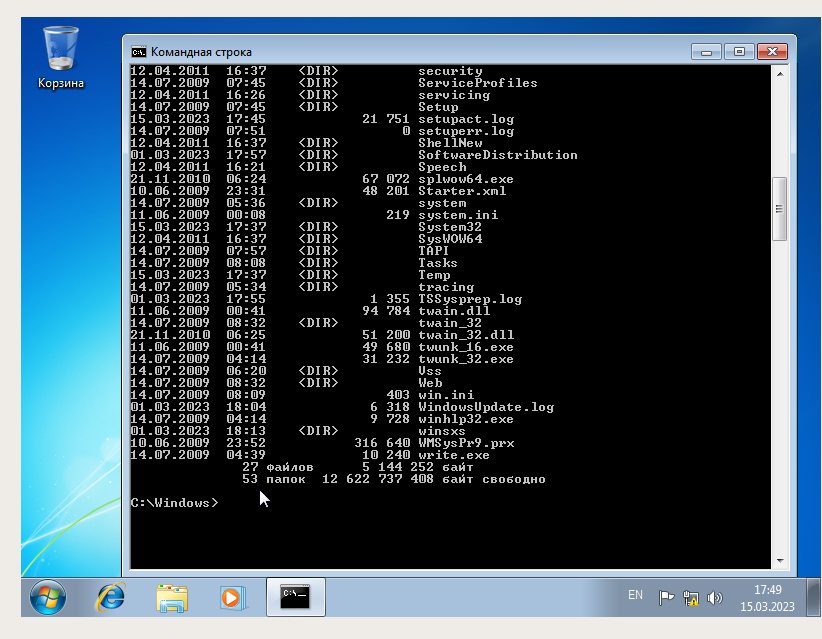 Корзина
Командная строка
12.04.2011  16:37    <DIR>          security
14.07.2009  07:45    <DIR>          ServiceProfiles
12.04.2011  16:26    <DIR>          servicing
14.07.2009  07:45    <DIR>          Setup
15.03.2023  17:45            21 751 setupact.log
14.07.2009  07:51                 0 setuperr.log
12.04.2011  16:37    <DIR>          ShellNew
01.03.2023  17:57    <DIR>          SoftwareDistribution
12.04.2011  16:21    <DIR>          Speech
21.11.2010  06:24            67 072 splwow64.exe
10.06.2009  23:31            48 201 Starter.xml
14.07.2009  05:36    <DIR>          system
11.06.2009  00:08               219 system.ini
15.03.2023  17:37    <DIR>          System32
12.04.2011  16:37    <DIR>          SysWOW64
14.07.2009  07:57    <DIR>          TAPI
14.07.2009  08:08    <DIR>          Tasks
15.03.2023  17:37    <DIR>          Temp
14.07.2009  05:34    <DIR>          tracing
01.03.2023  17:55             1 355 TSSysprep.log
11.06.2009  00:41            94 784 twain.dll
14.07.2009  08:32    <DIR>          twain_32
21.11.2010  06:25            51 200 twain_32.dll
11.06.2009  00:41            49 680 twunk_16.exe
14.07.2009  04:14            31 232 twunk_32.exe
14.07.2009  06:20    <DIR>          Vss
14.07.2009  08:32    <DIR>          Web
14.07.2009  08:09               403 win.ini
01.03.2023  18:04             6 318 WindowsUpdate.log
14.07.2009  04:14             9 728 winhlp32.exe
01.03.2023  18:13    <DIR>          winsxs
10.06.2009  23:52           316 640 WMSysPr9.prx
14.07.2009  04:39            10 240 write.exe
27 файлов      5 144 252 байт
53 папок  12 622 737 408 байт свободно
C:\Windows>
C:\_
EN
17:49
15.03.2023